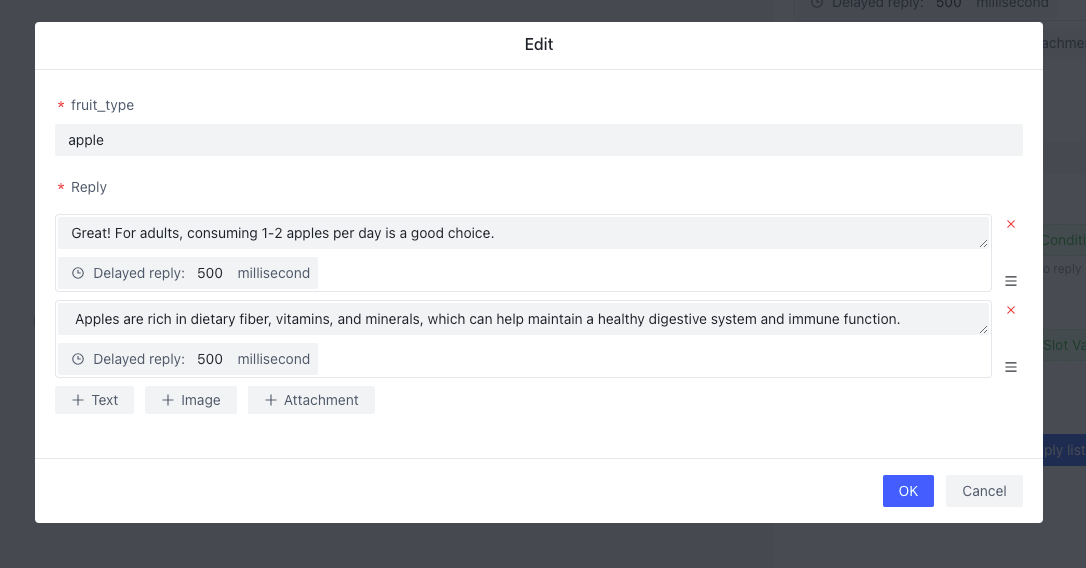 Delayed reply: 500 millisecond
Edit
* fruit_type
apple
* Reply
Great! For adults, consuming 1-2 apples per day is a good choice.
Delayed reply: 500 millisecond
Apples are rich in dietary fiber, vitamins, and minerals, which can help maintain a healthy digestive system and immune function.
Delayed reply: 500 millisecond
+ Text + Image + Attachment
OK Cancel
achment
Conditi
o reply
Slot Va
ply list